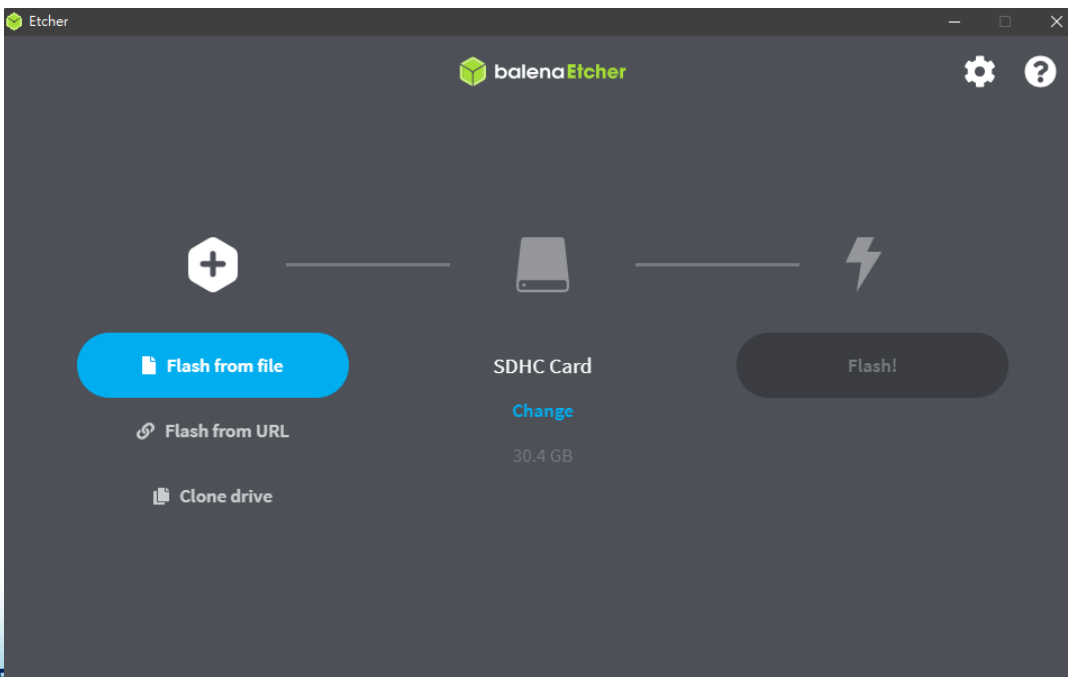 Etcher
balenaEtcher
Flash from file
Flash from URL
Clone drive
SDHC Card
Change
30.4 GB
Flash!